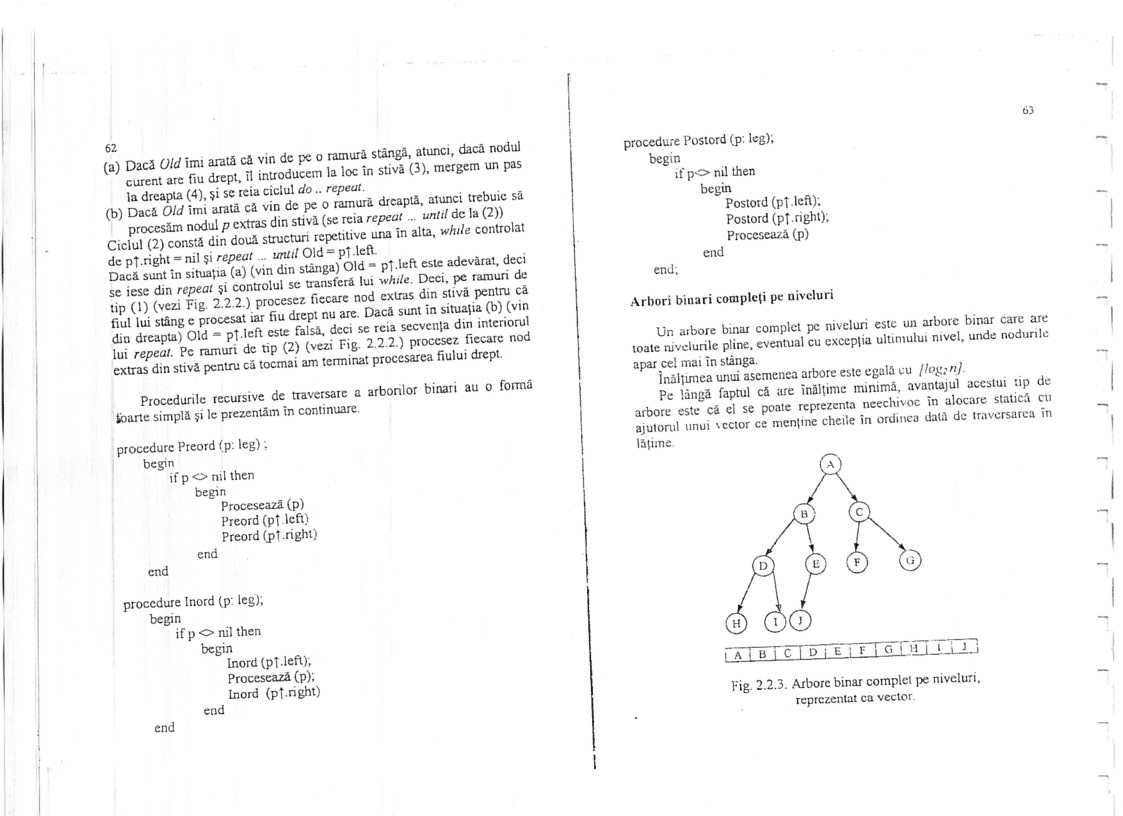 62
(a) Dacă Old îmi arată că vin de pe o ramură stângă, atunci, dacă nodul
curent are fiu drept, îl introducem la loc în stivă (3), mergem un pas
la dreapta (4), şi se reia ciclul do .. repeat.
(b) Dacă Old îmi arată că vin de pe o ramură dreaptă, atunci trebuie să
procesăm nodul p extras din stivă (se reia repeat ... until de la (2))
Ciclul (2) constă din două structuri repetitive una în alta, while controlat
de p↑.right = nil şi repeat ... until Old = p↑.left.
Dacă sunt în situaţia (a) (vin din stânga) Old = p↑.left este adevărat, deci
se iese din repeat şi controlul se transferă lui while. Deci, pe ramuri de
tip (1) (vezi Fig. 2.2.2.) procesez fiecare nod extras din stivă pentru că
fiul lui stâng e procesat iar fiu drept nu are. Dacă sunt în situaţia (b) (vin
din dreapta) Old = p↑.left este falsă, deci se reia secvenţa din interiorul
lui repeat. Pe ramuri de tip (2) (vezi Fig. 2.2.2.) procesez fiecare nod
extras din stivă pentru că tocmai am terminat procesarea fiului drept.
Procedurile recursive de traversare a arborilor binari au o formă
foarte simplă şi le prezentăm în continuare.
procedure Preord (p: leg) ;
begin
if p <> nil then
begin
Procesează (p)
Preord (p↑.left)
Preord (p↑.right)
end
end
procedure Inord (p: leg);
begin
if p <> nil then
begin
Inord (p↑.left);
Procesează (p);
Inord (p↑.right)
end
end
63
procedure Postord (p: leg);
begin
if p<> nil then
begin
Postord (p↑.left);
Postord (p↑.right);
Procesează (p)
end
end;
Arbori binari compleţi pe niveluri
Un arbore binar complet pe niveluri este un arbore binar care are
toate nivelurile pline, eventual cu excepţia ultimului nivel, unde nodurile
apar cel mai în stânga.
Înălţimea unui asemenea arbore este egală cu [log₂ n].
Pe lângă faptul că are înălţime minimă, avantajul acestui tip de
arbore este că el se poate reprezenta neechivoc în alocare statică cu
ajutorul unui vector ce menţine cheile în ordinea dată de traversarea în
lăţime.
A
B C
D E F G
H I J
A B C D E F G H I J
Fig. 2.2.3. Arbore binar complet pe niveluri,
reprezentat ca vector.